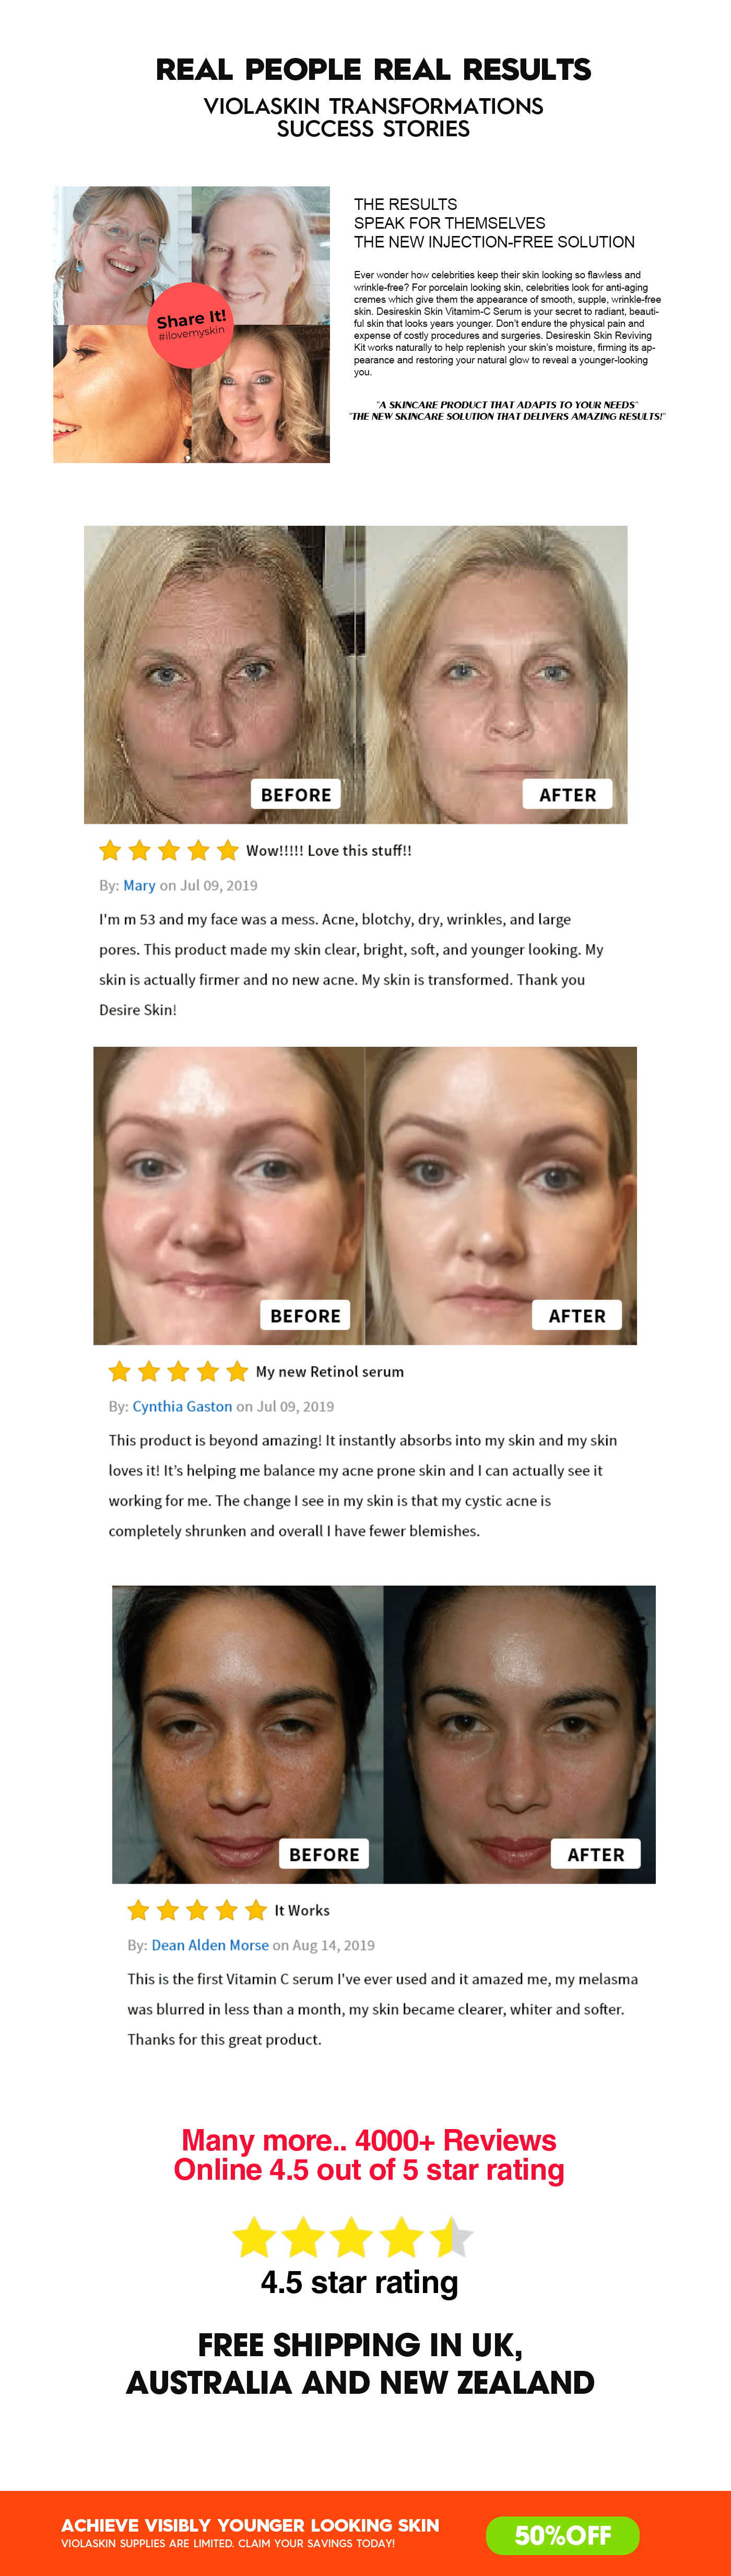 REAL PEOPLE REAL RESULTS
VIOLASKIN TRANSFORMATIONS
SUCCESS STORIES
Share It!
#ilovemyskin
THE RESULTS
SPEAK FOR THEMSELVES
THE NEW INJECTION-FREE SOLUTION
Ever wonder how celebrities keep their skin looking so flawless and
wrinkle-free? For porcelain looking skin, celebrities look for anti-aging
cremes which give them the appearance of smooth, supple, wrinkle-free
skin. Desireskin Skin Vitamim-C Serum is your secret to radiant, beauti-
ful skin that looks years younger. Don't endure the physical pain and
expense of costly procedures and surgeries. Desireskin Skin Reviving
Kit works naturally to help replenish your skin's moisture, firming its ap-
pearance and restoring your natural glow to reveal a younger-looking
you.
"A SKINCARE PRODUCT THAT ADAPTS TO YOUR NEEDS"
"THE NEW SKINCARE SOLUTION THAT DELIVERS AMAZING RESULTS!"
BEFORE
AFTER
Wow!!!!! Love this stuff!!
By: Mary on Jul 09, 2019
I'm m 53 and my face was a mess. Acne, blotchy, dry, wrinkles, and large
pores. This product made my skin clear, bright, soft, and younger looking. My
skin is actually firmer and no new acne. My skin is transformed. Thank you
Desire Skin!
BEFORE
AFTER
My new Retinol serum
By: Cynthia Gaston on Jul 09, 2019
This product is beyond amazing! It instantly absorbs into my skin and my skin
loves it! It's helping me balance my acne prone skin and I can actually see it
working for me. The change I see in my skin is that my cystic acne is
completely shrunken and overall I have fewer blemishes.
BEFORE
AFTER
It Works
By: Dean Alden Morse on Aug 14, 2019
This is the first Vitamin C serum I've ever used and it amazed me, my melasma
was blurred in less than a month, my skin became clearer, whiter and softer.
Thanks for this great product.
Many more.. 4000+ Reviews
Online 4.5 out of 5 star rating
4.5 star rating
FREE SHIPPING IN UK,
AUSTRALIA AND NEW ZEALAND
ACHIEVE VISIBLY YOUNGER LOOKING SKIN
VIOLASKIN SUPPLIES ARE LIMITED. CLAIM YOUR SAVINGS TODAY!
50%OFF